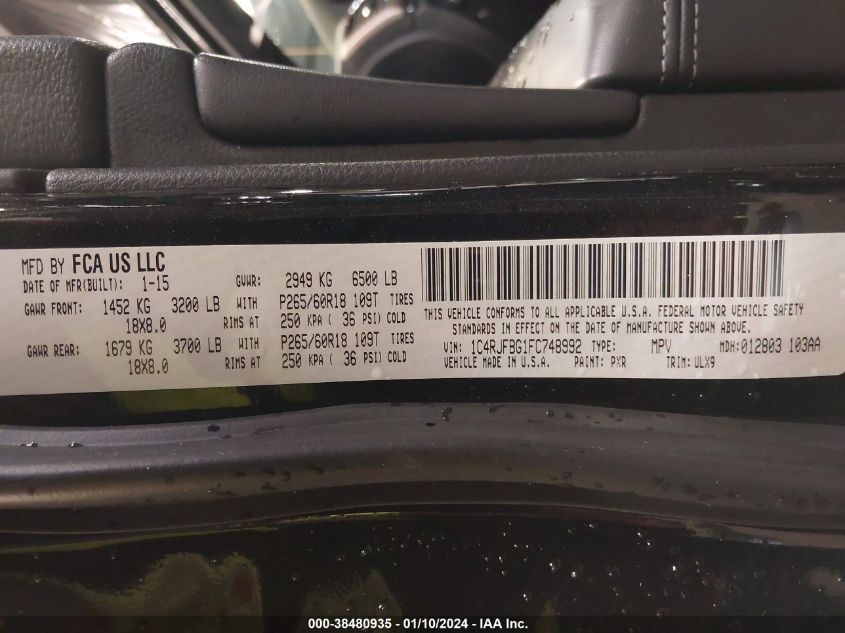 MFD BY FCA US LLC
DATE OF MFR(BUILT): 1-15 GVWR: 2949 KG 6500 LB
GAWR FRONT: 1452 KG 3200 LB WITH P265/60R18 109T TIRES
18X8.0 RIMS AT 250 KPA ( 36 PSI) COLD
GAWR REAR: 1679 KG 3700 LB WITH P265/60R18 109T TIRES
18X8.0 RIMS AT 250 KPA ( 36 PSI) COLD
THIS VEHICLE CONFORMS TO ALL APPLICABLE U.S.A. FEDERAL MOTOR VEHICLE SAFETY
STANDARDS IN EFFECT ON THE DATE OF MANUFACTURE SHOWN ABOVE.
VIN: 1C4RJFBG1FC748992 TYPE: MPV MDH: 012803 103AA
VEHICLE MADE IN U.S.A. PAINT: PXR TRIM: ULX9
000-38480935 - 01/10/2024 - IAA Inc.